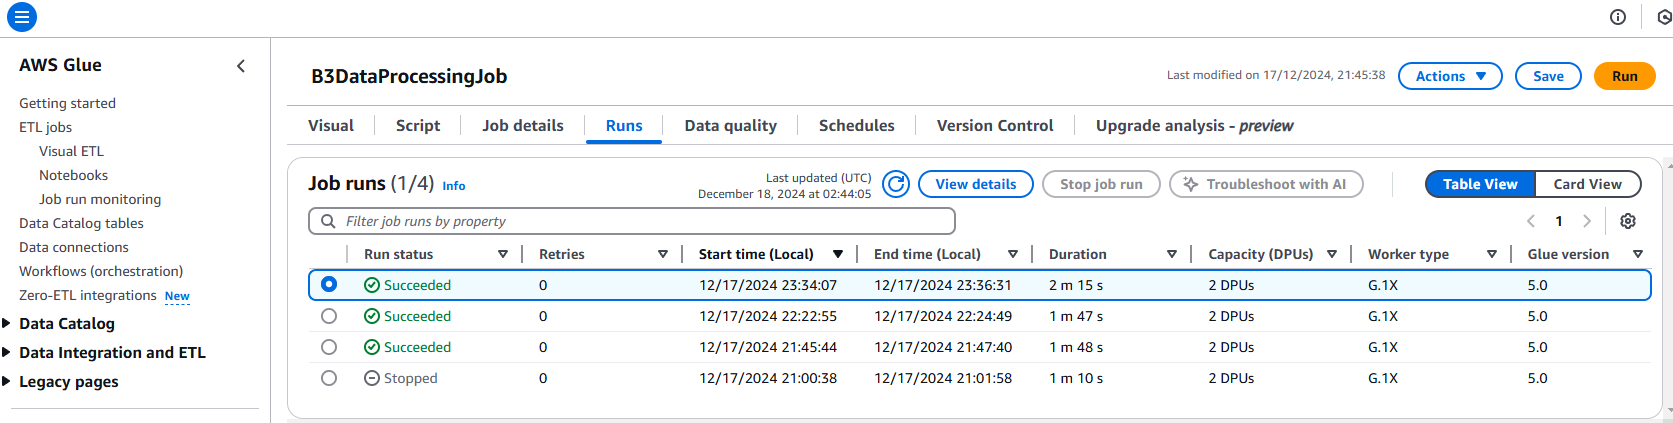 AWS Glue
Getting started
ETL jobs
Visual ETL
Notebooks
Job run monitoring
Data Catalog tables
Data connections
Workflows (orchestration)
Zero-ETL integrations New
Data Catalog
Data Integration and ETL
Legacy pages
B3DataProcessingJob
Last modified on 17/12/2024, 21:45:38 Actions Save Run
Visual Script Job details Runs Data quality Schedules Version Control Upgrade analysis - preview
Job runs (1/4) Info
Last updated (UTC)
December 18, 2024 at 02:44:05
View details Stop job run Troubleshoot with AI Table View Card View
Filter job runs by property
1
Run status Retries Start time (Local) End time (Local) Duration Capacity (DPUs) Worker type Glue version
Succeeded 0 12/17/2024 23:34:07 12/17/2024 23:36:31 2 m 15 s 2 DPUs G.1X 5.0
Succeeded 0 12/17/2024 22:22:55 12/17/2024 22:24:49 1 m 47 s 2 DPUs G.1X 5.0
Succeeded 0 12/17/2024 21:45:44 12/17/2024 21:47:40 1 m 48 s 2 DPUs G.1X 5.0
Stopped 0 12/17/2024 21:00:38 12/17/2024 21:01:58 1 m 10 s 2 DPUs G.1X 5.0